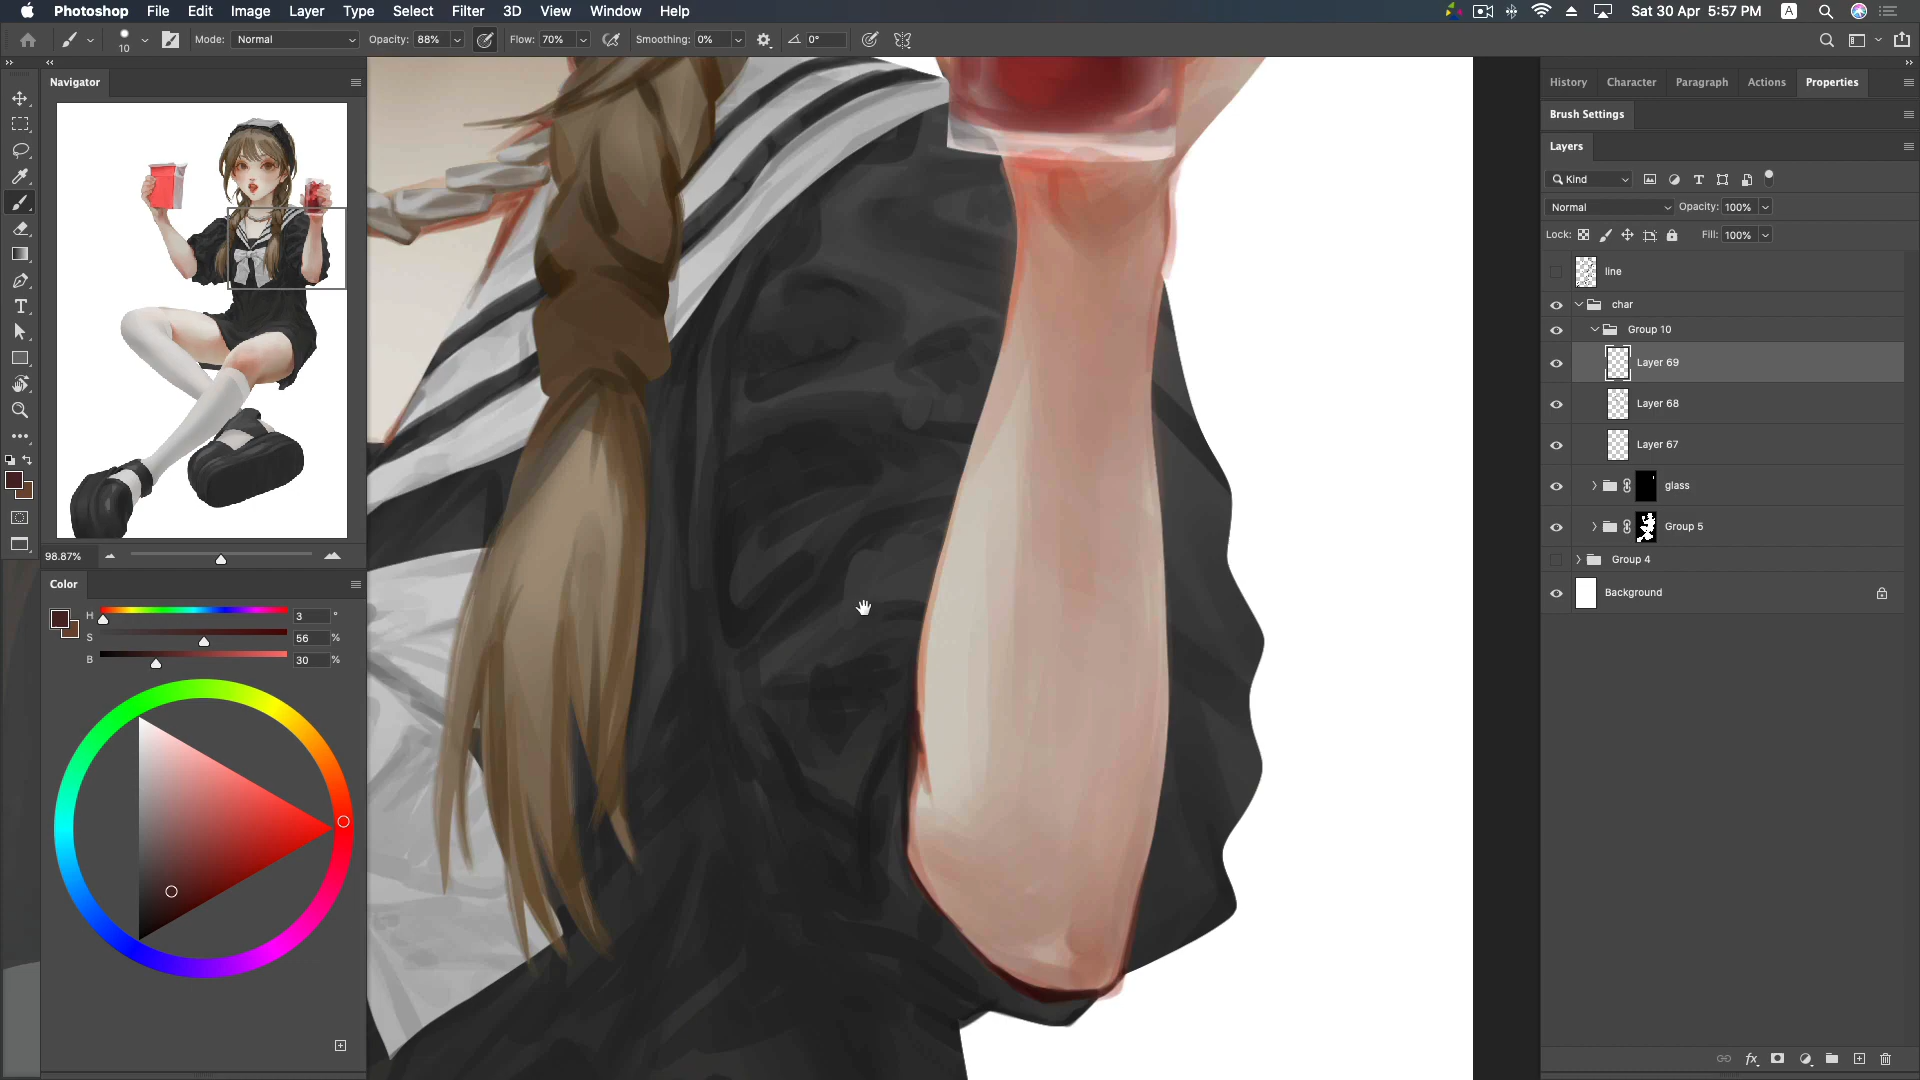 Photoshop File Edit Image Layer Type Select Filter 3D View Window Help Sat 30 Apr 5:57 PM A
10 Mode: Normal Opacity: 88% Flow: 70% Smoothing: 0% 0°
Navigator
98.87%
Color
H 3 °
S 56 %
B 30 %
History Character Paragraph Actions Properties
Brush Settings
Layers
Kind
Normal Opacity: 100%
Lock: Fill: 100%
line
char
Group 10
Layer 69
Layer 68
Layer 67
glass
Group 5
Group 4
Background